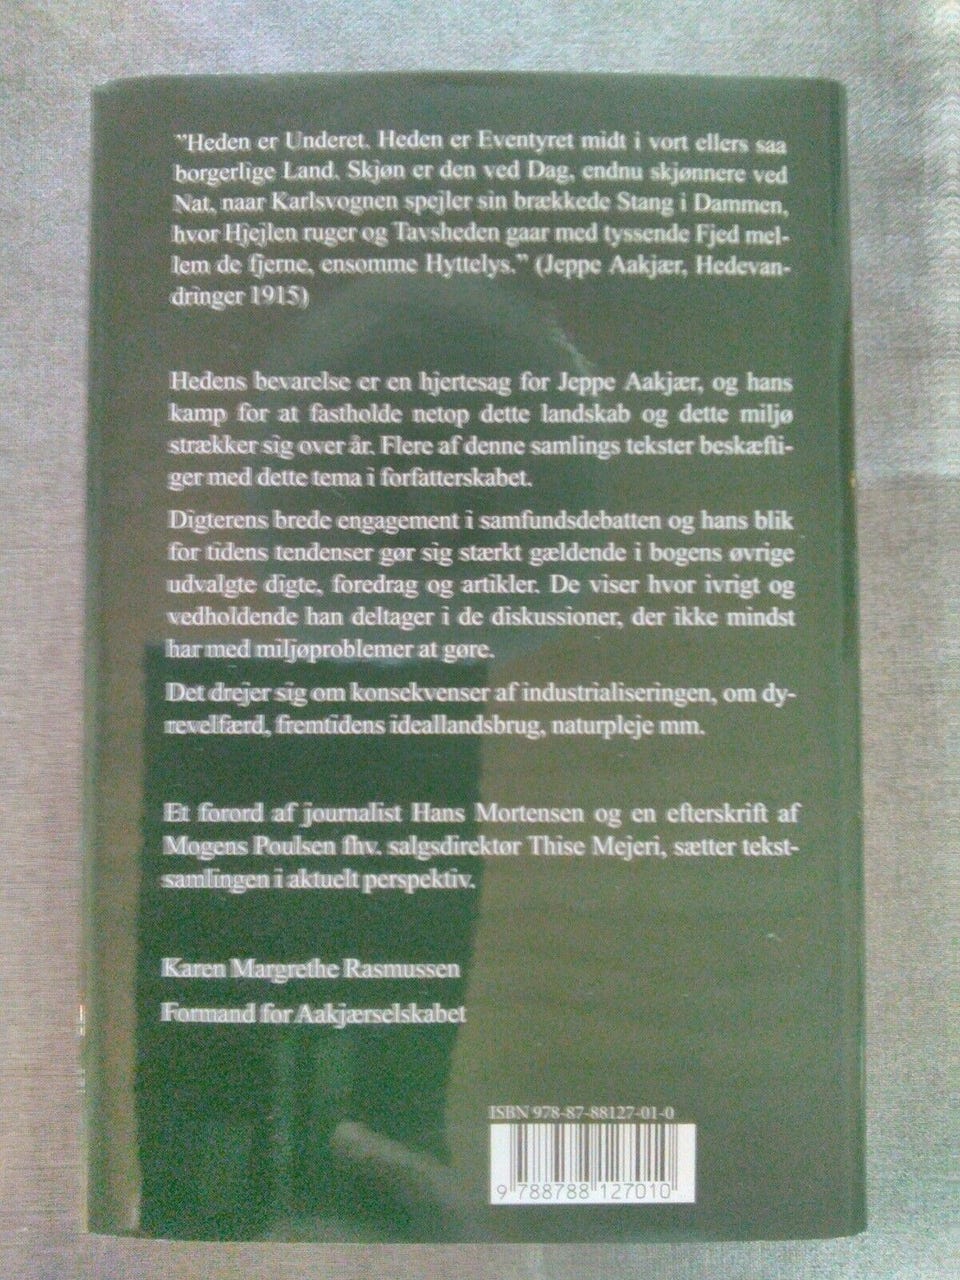 ”Heden er Underet. Heden er Eventyret midt i vort ellers saa
borgerlige Land. Skjøn er den ved Dag, endnu skjønnere ved
Nat, naar Karlsvognen spejler sin brækkede Stang i Dammen,
hvor Hjejlen ruger og Tavsheden gaar med tyssende Fjed mel-
lem de fjerne, ensomme Hyttelys.” (Jeppe Aakjær, Hedevan-
dringer 1915)
Hedens bevarelse er en hjertesag for Jeppe Aakjær, og hans
kamp for at fastholde netop dette landskab og dette miljø
strækker sig over år. Flere af denne samlings tekster beskæfti-
ger med dette tema i forfatterskabet.
Digterens brede engagement i samfundsdebatten og hans blik
for tidens tendenser gør sig stærkt gældende i bogens øvrige
udvalgte digte, foredrag og artikler. De viser hvor ivrigt og
vedholdende han deltager i de diskussioner, der ikke mindst
har med miljøproblemer at gøre.
Det drejer sig om konsekvenser af industrialiseringen, om dy-
revelfærd, fremtidens ideallandsbrug, naturpleje mm.
Et forord af journalist Hans Mortensen og en efterskrift af
Mogens Poulsen fhv. salgsdirektør Thise Mejeri, sætter tekst-
samlingen i aktuelt perspektiv.
Karen Margrethe Rasmussen
Formand for Aakjærselskabet
ISBN 978-87-88127-01-0
9 788788 127010